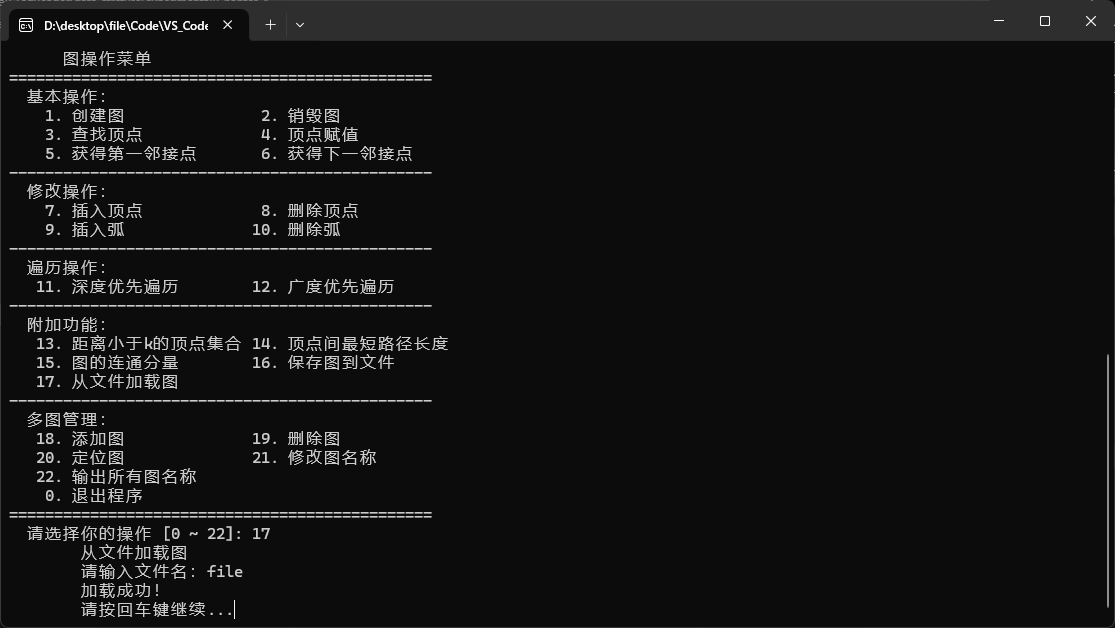 D:\desktop\file\Code\VS_Code
图操作菜单
===============================================
基本操作:
1. 创建图 2. 销毁图
3. 查找顶点 4. 顶点赋值
5. 获得第一邻接点 6. 获得下一邻接点
-----------------------------------------------
修改操作:
7. 插入顶点 8. 删除顶点
9. 插入弧 10. 删除弧
-----------------------------------------------
遍历操作:
11. 深度优先遍历 12. 广度优先遍历
-----------------------------------------------
附加功能:
13. 距离小于k的顶点集合 14. 顶点间最短路径长度
15. 图的连通分量 16. 保存图到文件
17. 从文件加载图
-----------------------------------------------
多图管理:
18. 添加图 19. 删除图
20. 定位图 21. 修改图名称
22. 输出所有图名称
0. 退出程序
===============================================
请选择你的操作 [0 ~ 22]: 17
从文件加载图
请输入文件名: file
加载成功!
请按回车键继续...